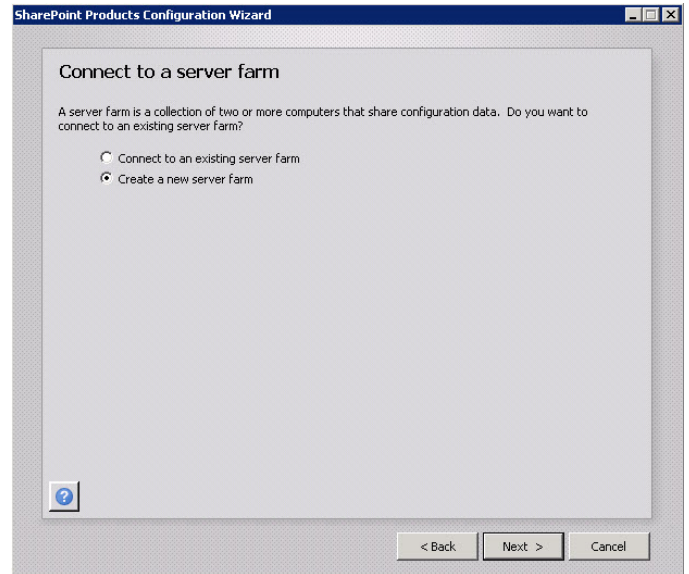 SharePoint Products Configuration Wizard
Connect to a server farm
A server farm is a collection of two or more computers that share configuration data. Do you want to
connect to an existing server farm?
Connect to an existing server farm
Create a new server farm
?
< Back Next > Cancel